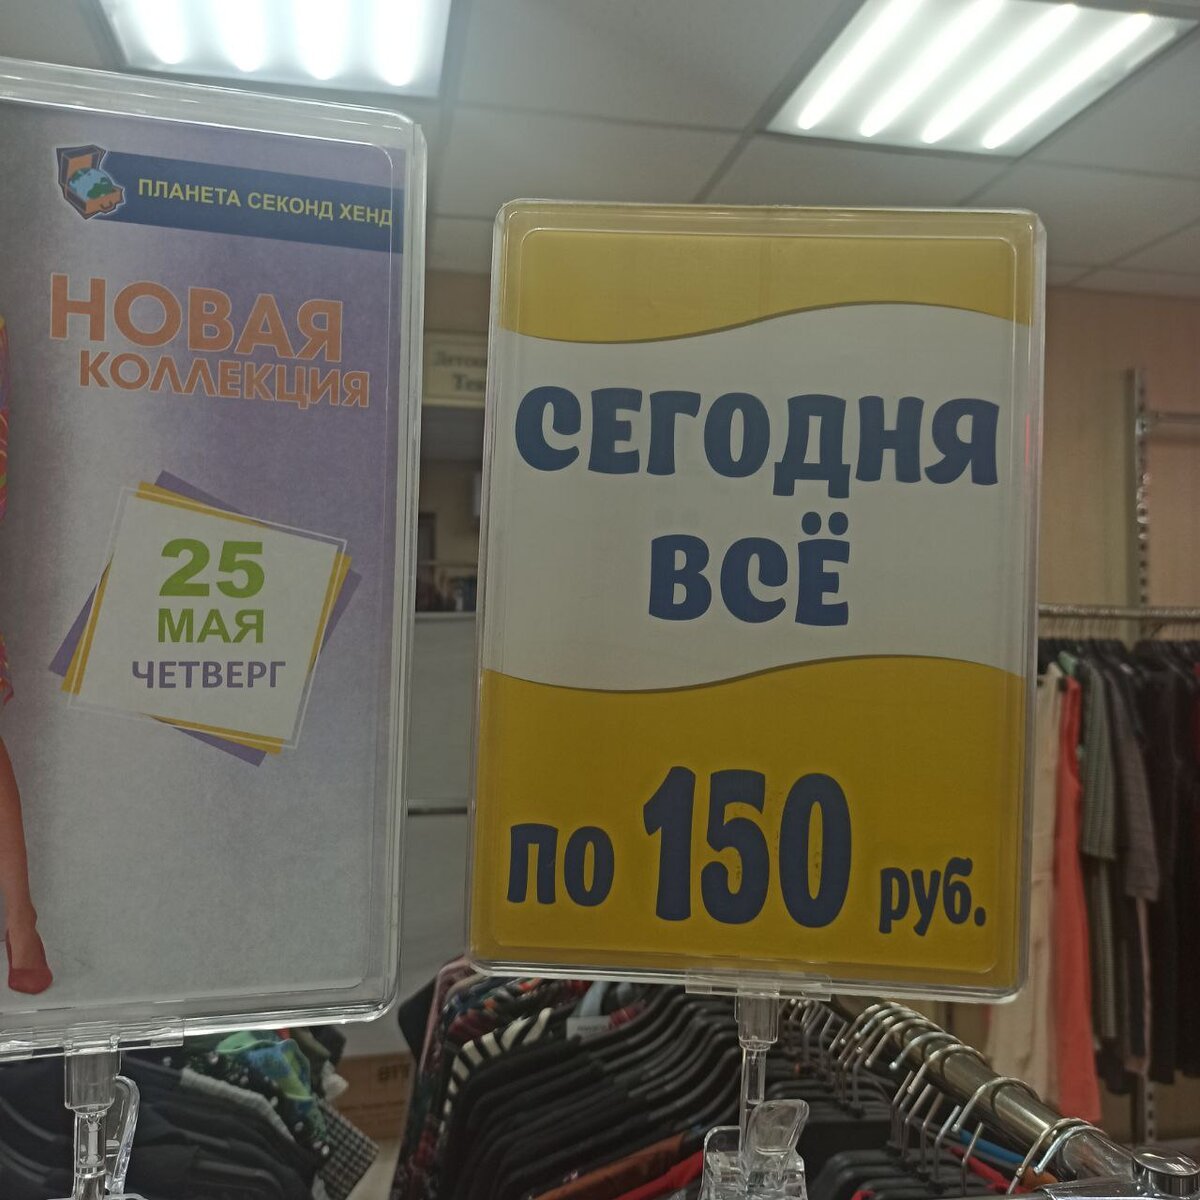 ПЛАНЕТА СЕКОНД ХЕНД
НОВАЯ
КОЛЛЕКЦИЯ
25
МАЯ
ЧЕТВЕРГ
СЕГОДНЯ
ВСЁ
по 150 руб.